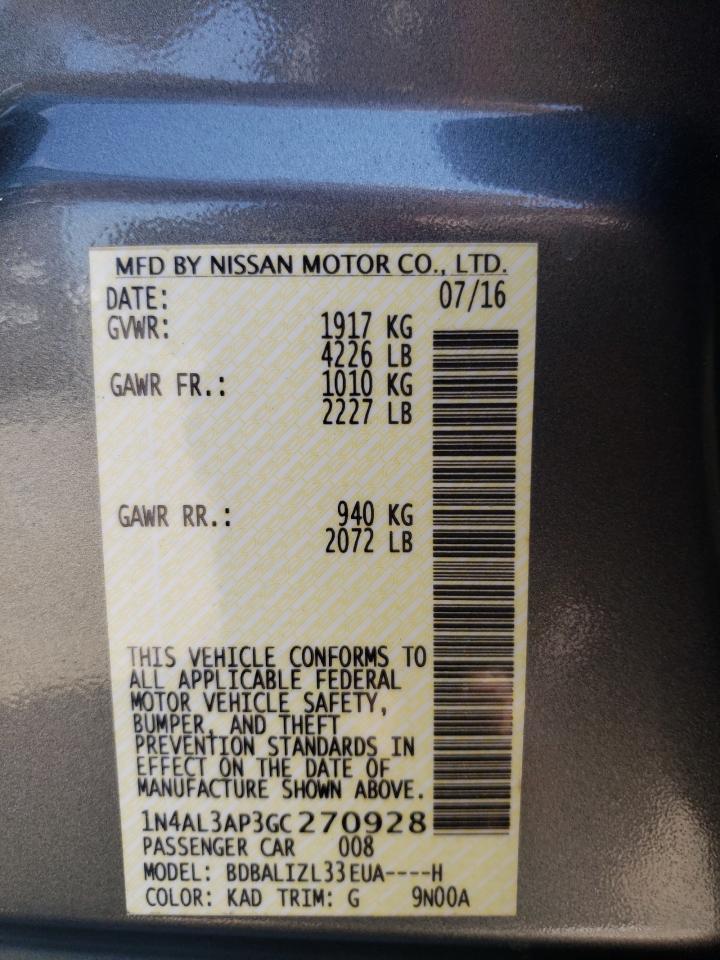 MFD BY NISSAN MOTOR CO., LTD.
DATE: 07/16
GVWR: 1917 KG
4226 LB
GAWR FR.: 1010 KG
2227 LB
GAWR RR.: 940 KG
2072 LB
THIS VEHICLE CONFORMS TO
ALL APPLICABLE FEDERAL
MOTOR VEHICLE SAFETY,
BUMPER, AND THEFT
PREVENTION STANDARDS IN
EFFECT ON THE DATE OF
MANUFACTURE SHOWN ABOVE.
1N4AL3AP3GC270928
PASSENGER CAR 008
MODEL: BDBALIZL33EUA----H
COLOR: KAD TRIM: G 9N00A